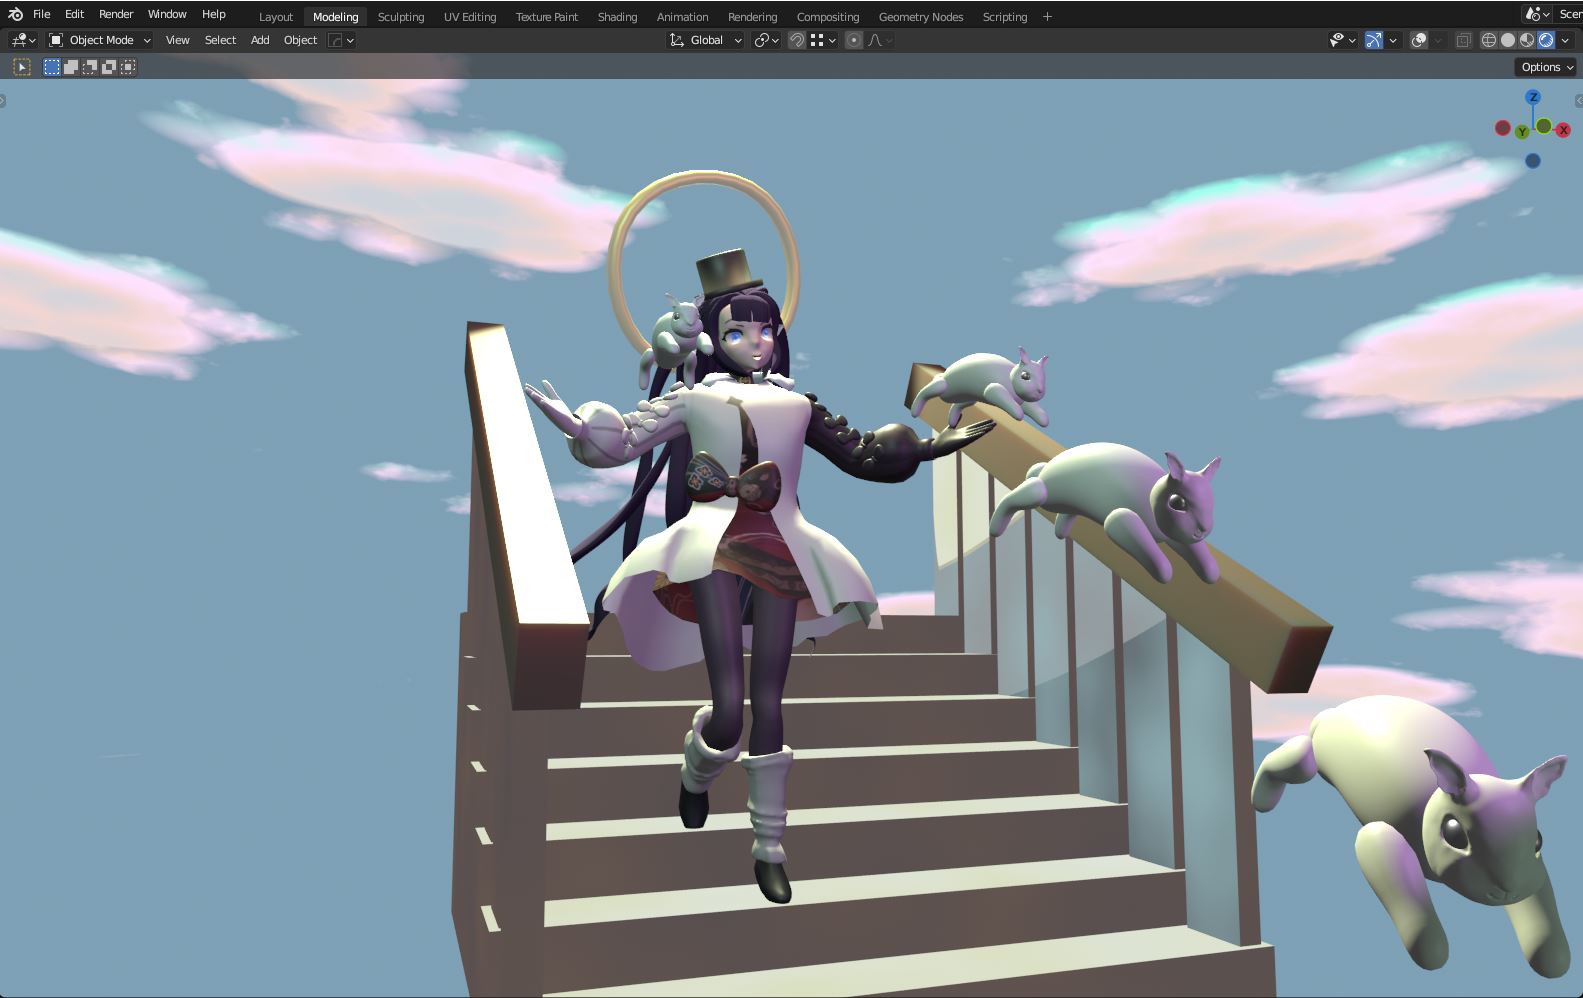 File Edit Render Window Help Layout Modeling Sculpting UV Editing Texture Paint Shading Animation Rendering Compositing Geometry Nodes Scripting + Scen
Object Mode View Select Add Object Global
Options
Z
Y X